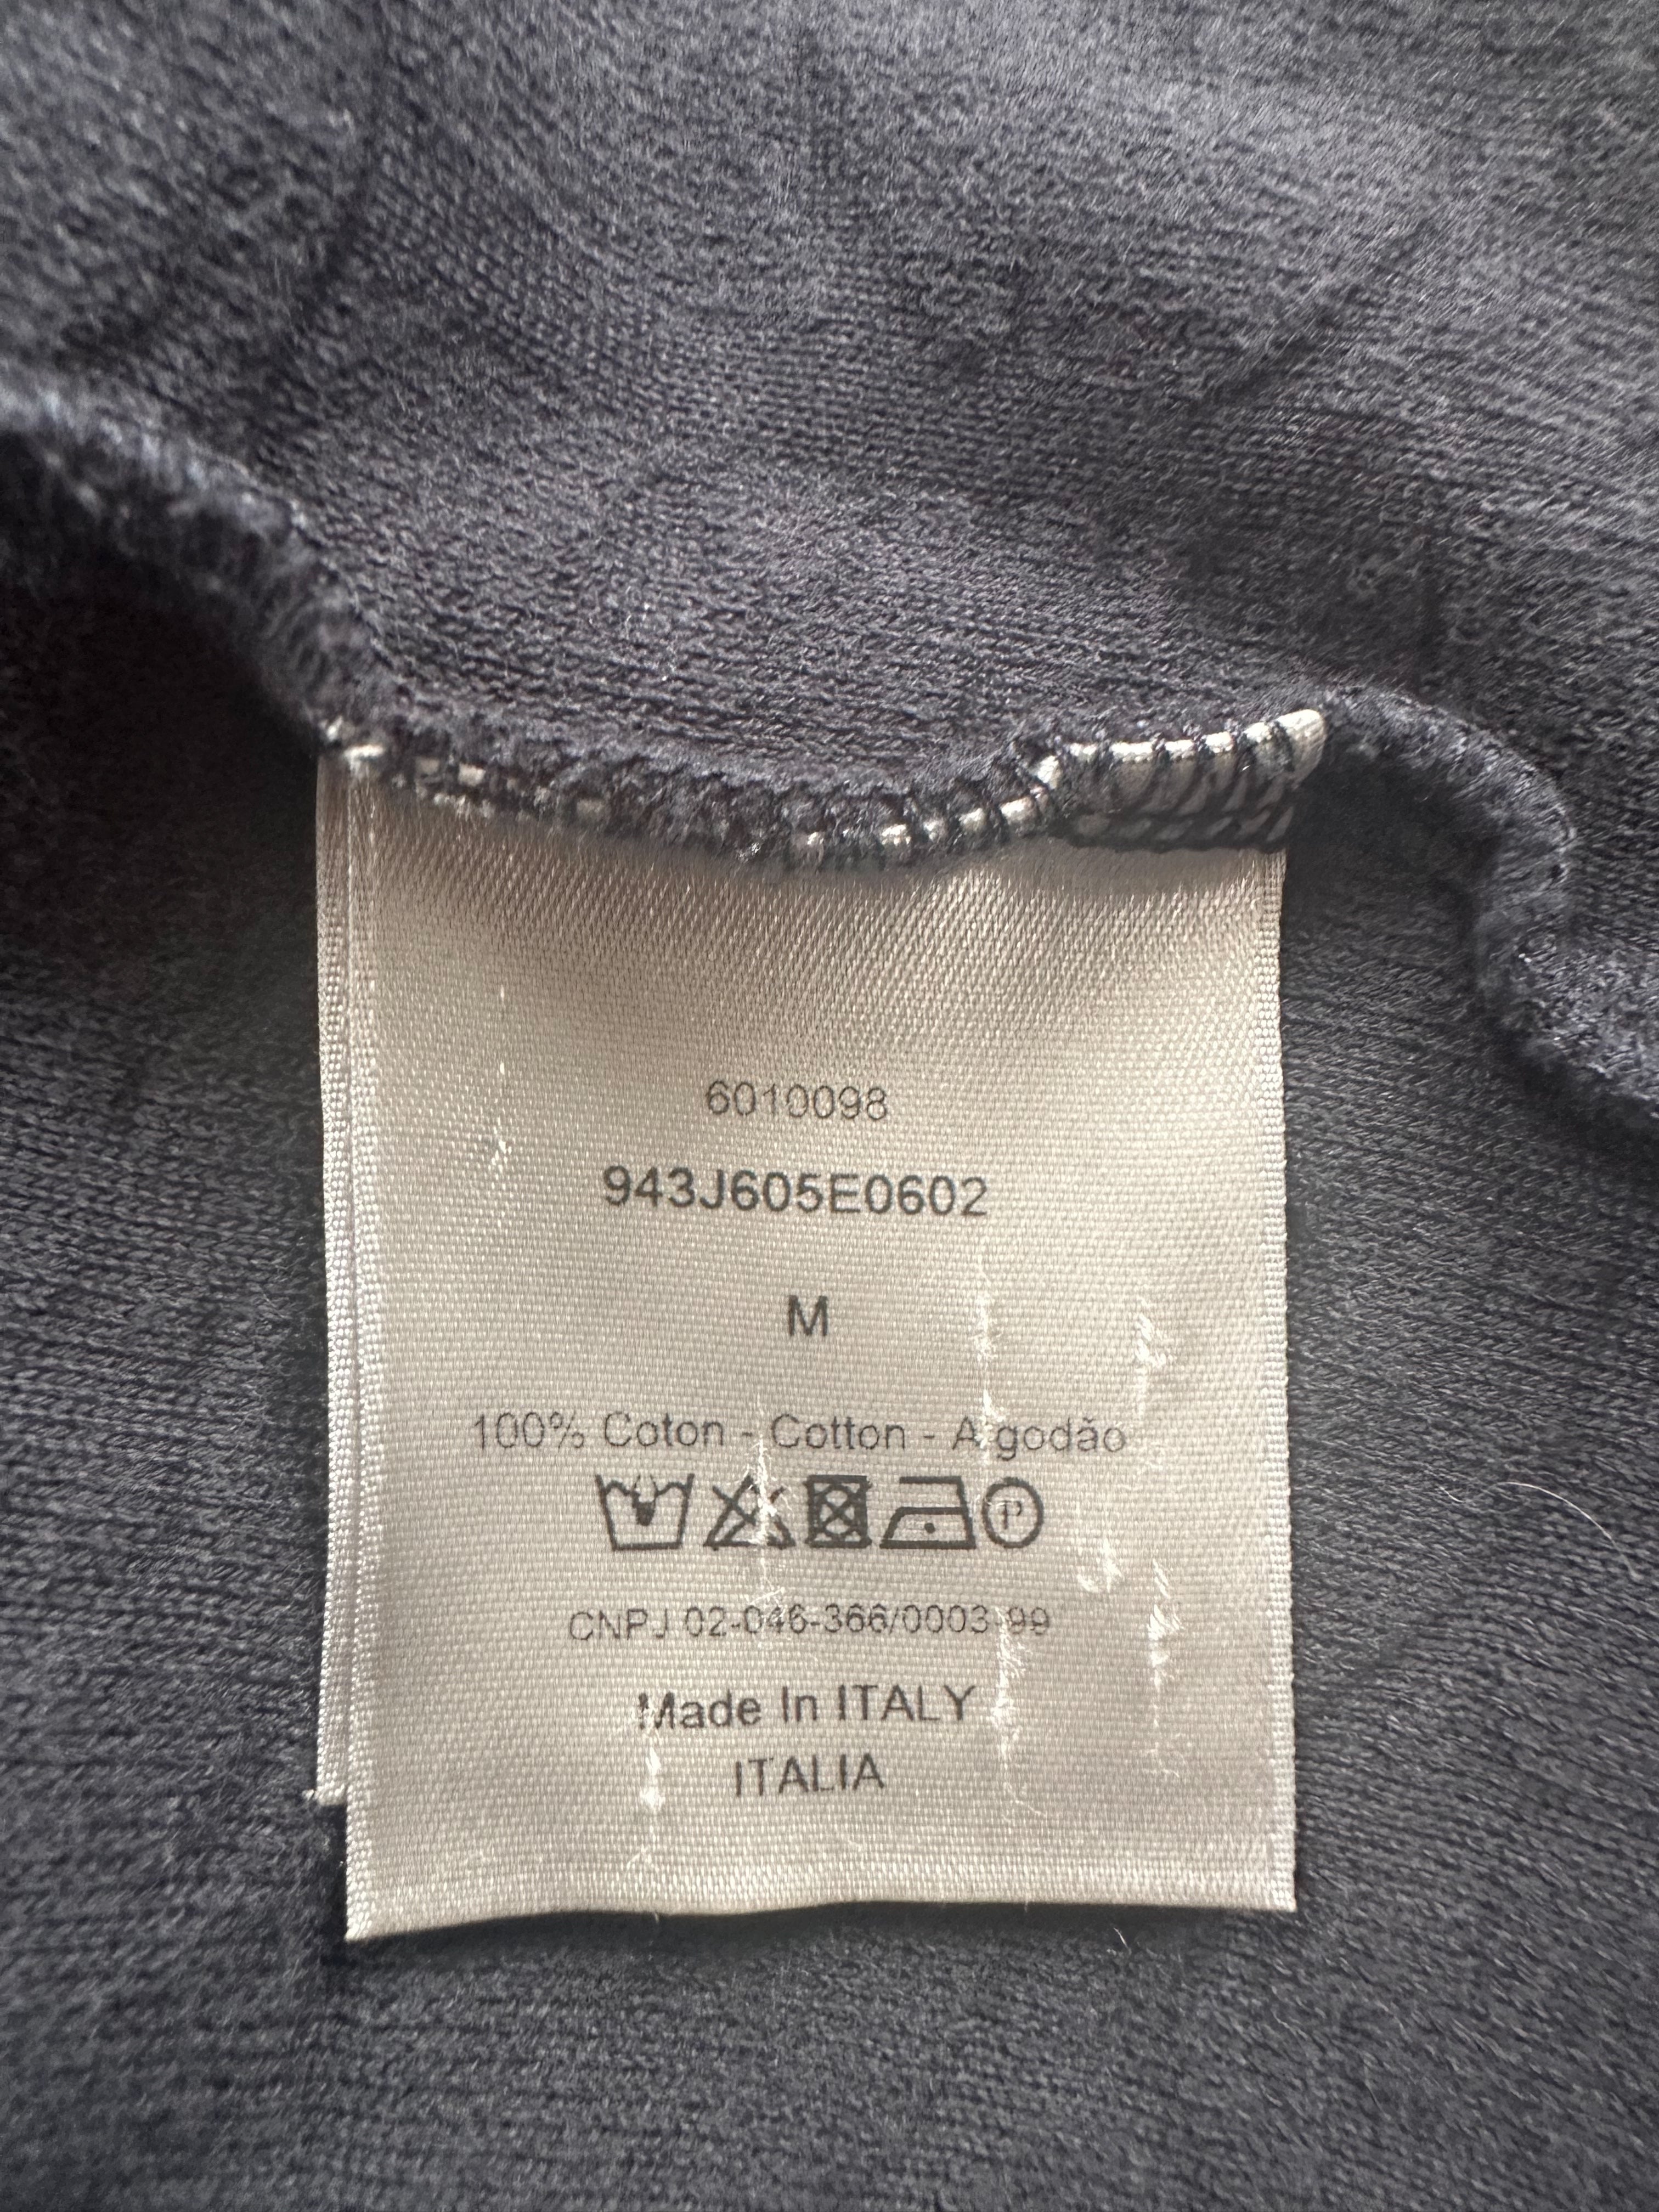 6010098
943J605E0602
M
100% Coton - Cotton - Algodão
P
CNPJ 02-046-366/0003-99
Made In ITALY
ITALIA